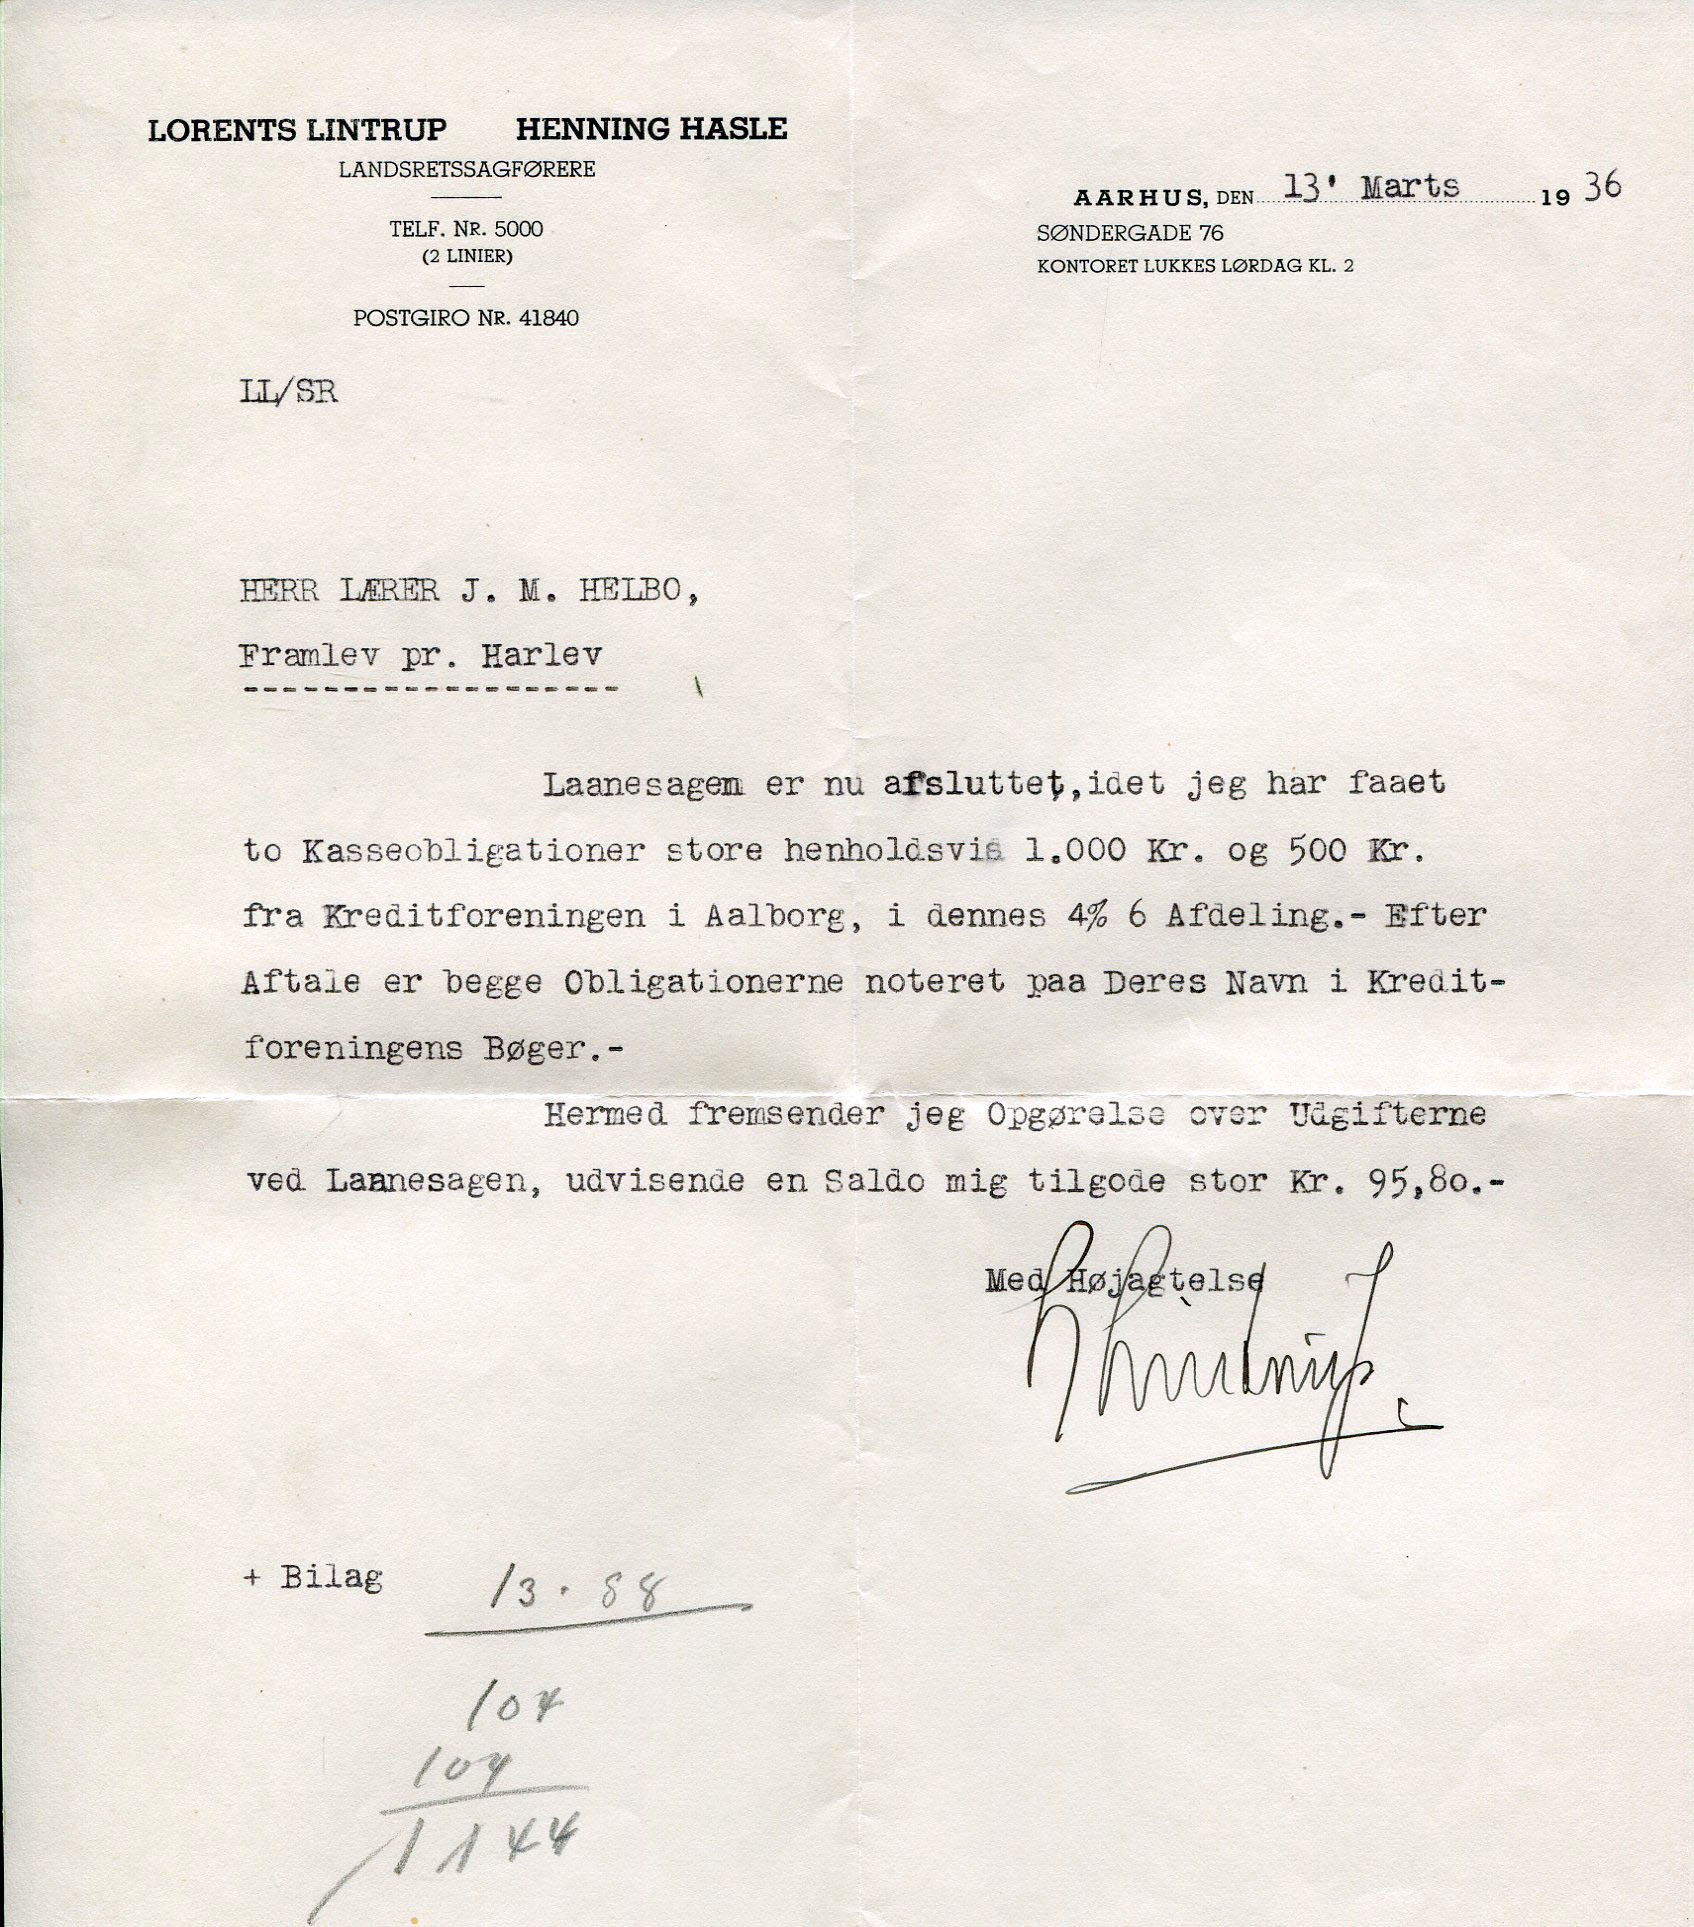 LORENTS LINTRUP HENNING HASLE
LANDSRETSSAGFØRERE
TELF. NR. 5000
(2 LINIER)
POSTGIRO NR. 41840
AARHUS, DEN 13' Marts 1936
SØNDERGADE 76
KONTORET LUKKES LØRDAG KL. 2
LL/SR
HERR LÆRER J. M. HELBO,
Framlev pr. Harlev
Laanesagen er nu afsluttet, idet jeg har faaet
to Kasseobligationer store henholdsvis 1.000 Kr. og 500 Kr.
fra Kreditforeningen i Aalborg, i dennes 4% 6 Afdeling.- Efter
Aftale er begge Obligationerne noteret paa Deres Navn i Kredit-
foreningens Bøger.-
Hermed fremsender jeg Opgørelse over Udgifterne
ved Laanesagen, udvisende en Saldo mig tilgode stor Kr. 95,80.-
Med Højagtelse
L Lintrup
+ Bilag
13.88
104
104
1144